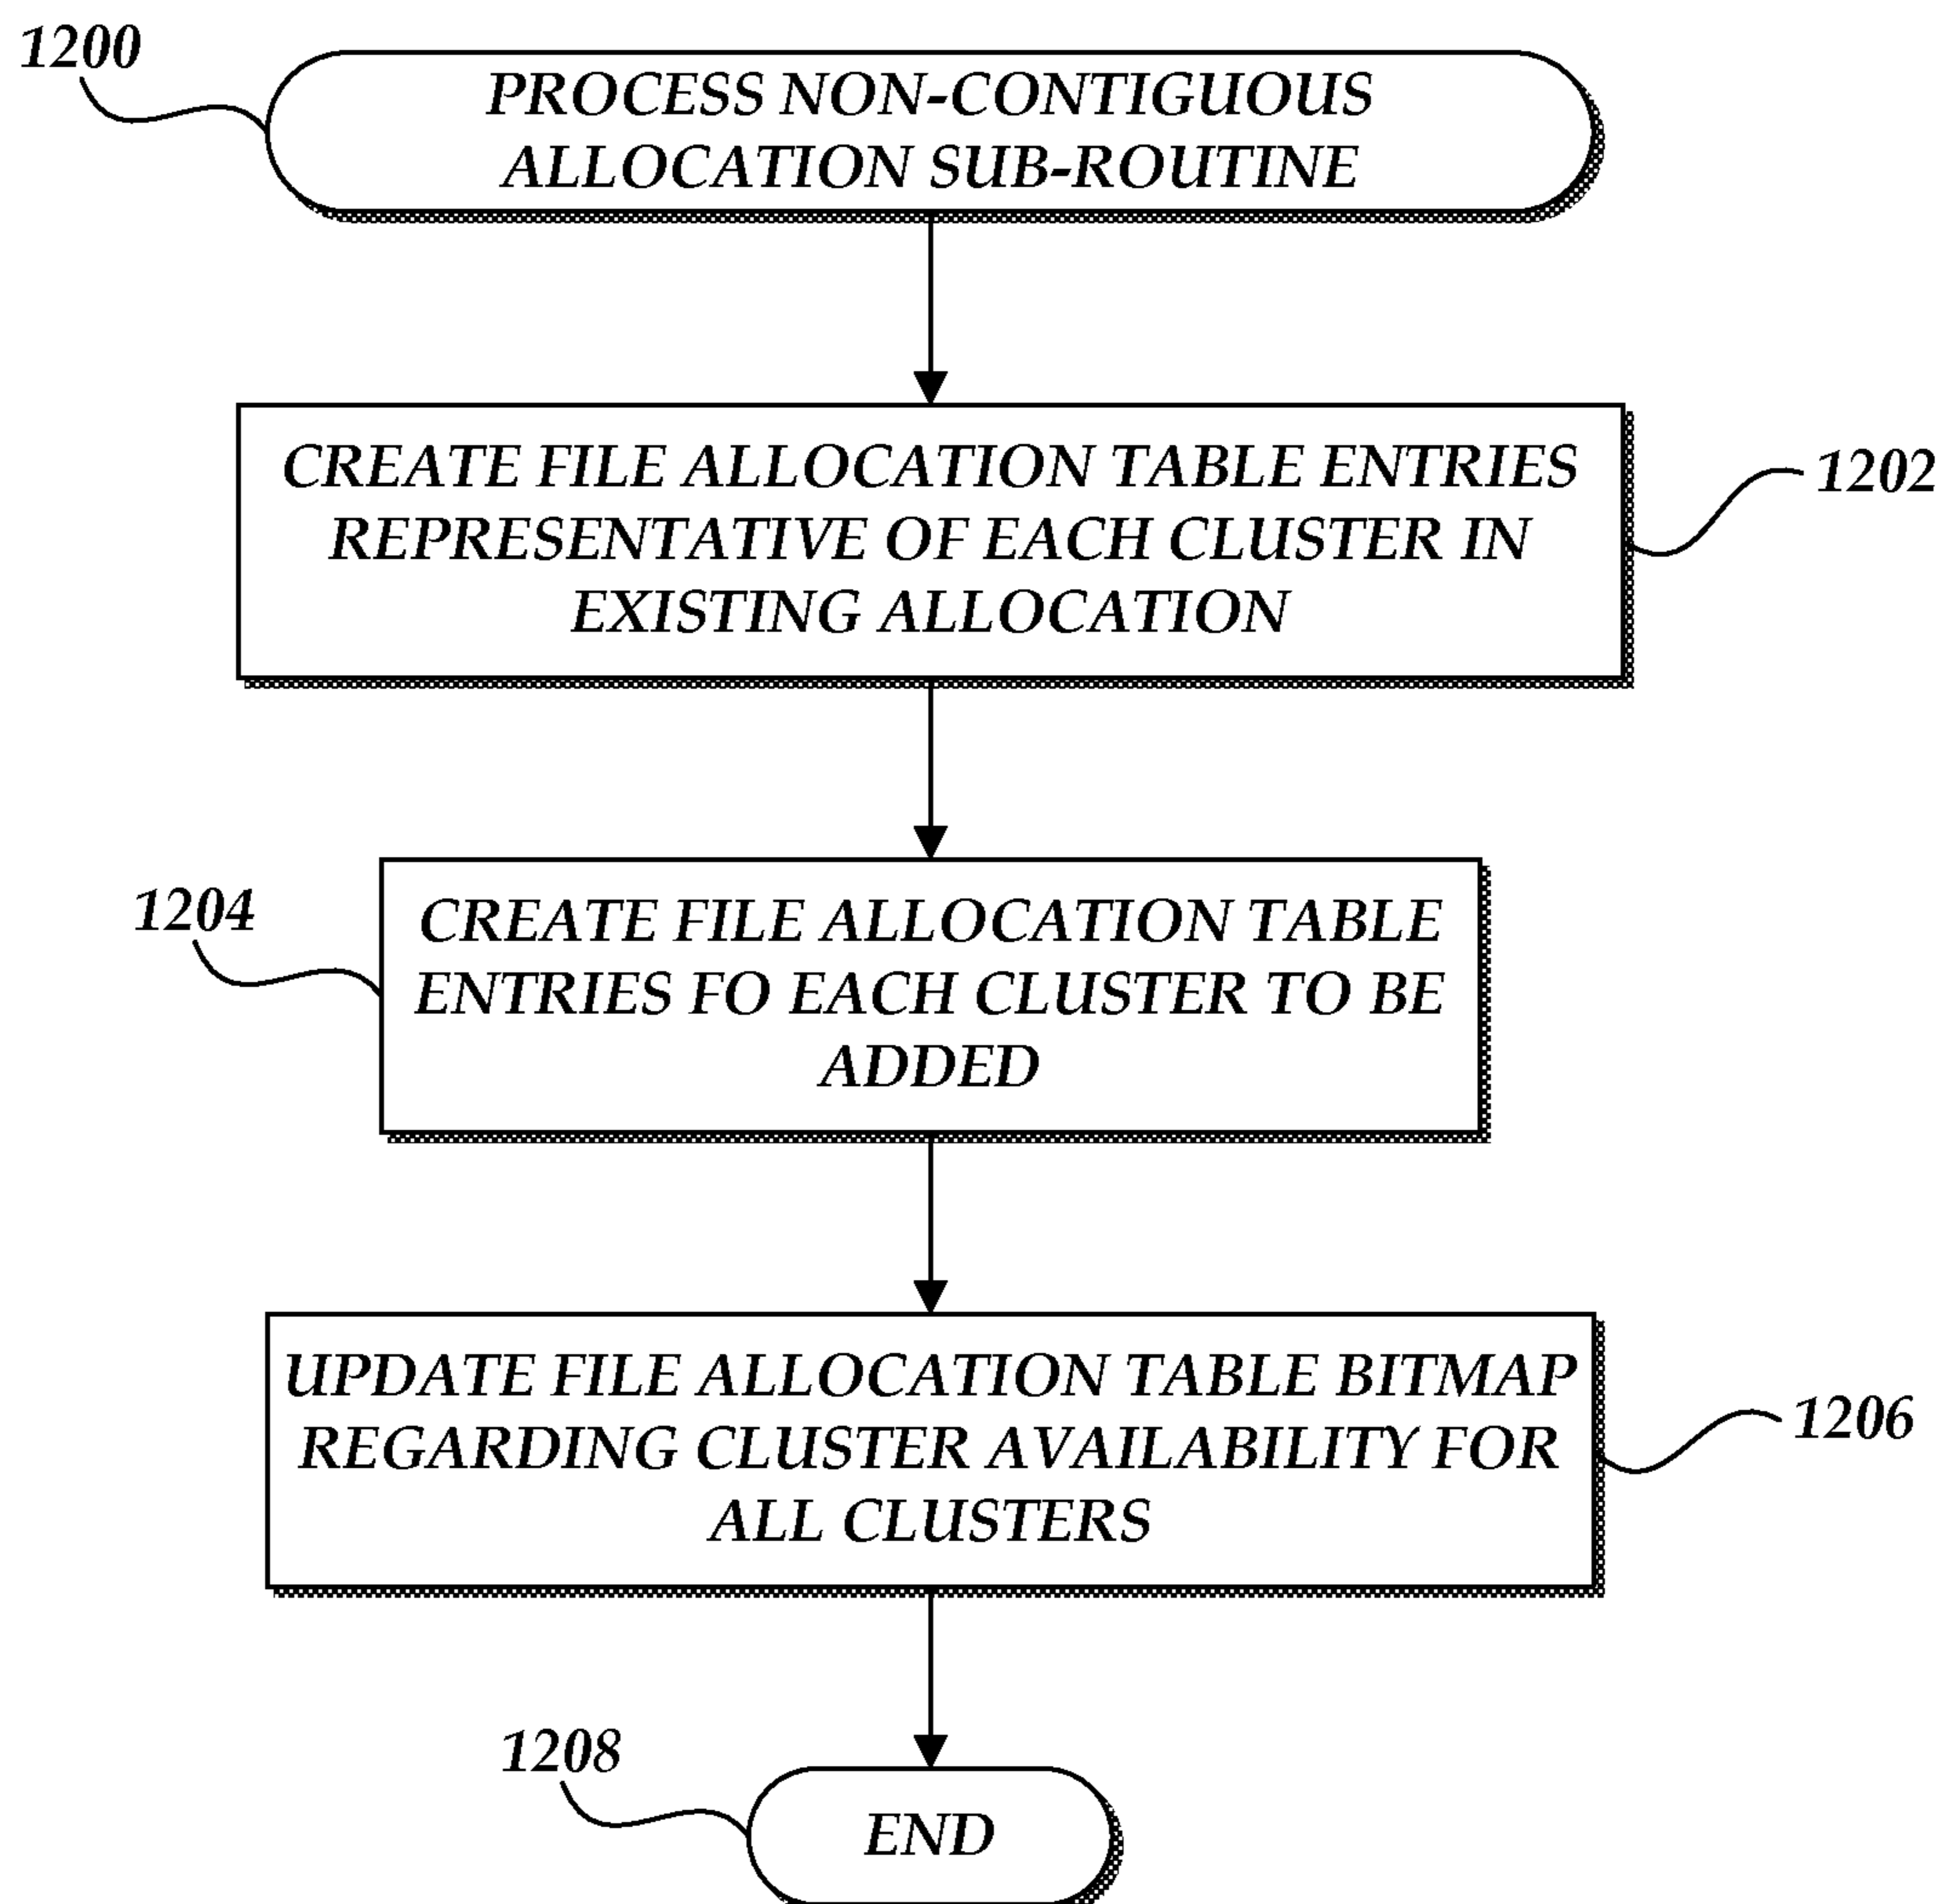 1200
PROCESS NON-CONTIGUOUS
ALLOCATION SUB-ROUTINE
CREATE FILE ALLOCATION TABLE ENTRIES
REPRESENTATIVE OF EACH CLUSTER IN
EXISTING ALLOCATION
1202
1204
CREATE FILE ALLOCATION TABLE
ENTRIES FO EACH CLUSTER TO BE
ADDED
UPDATE FILE ALLOCATION TABLE BITMAP
REGARDING CLUSTER AVAILABILITY FOR
ALL CLUSTERS
1206
1208
END